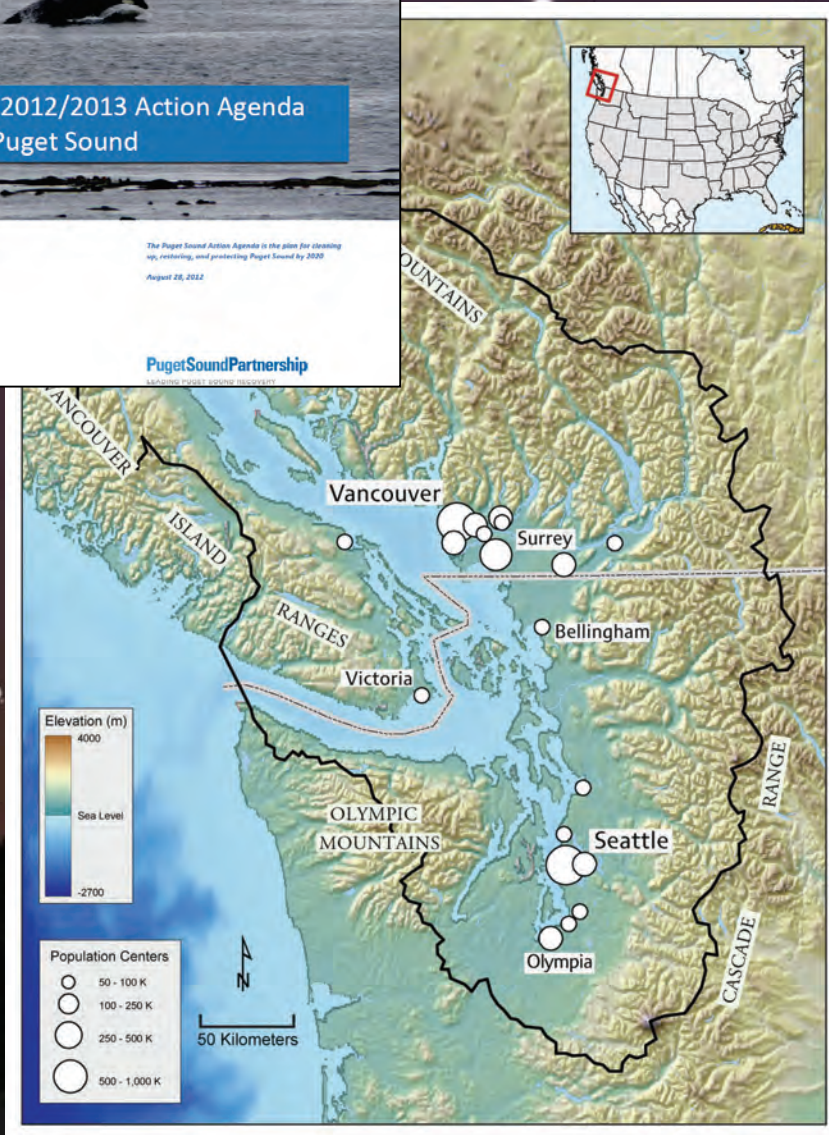 2012/2013 Action Agenda
Puget Sound
The Puget Sound Action Agenda is the plan for cleaning
up, restoring, and protecting Puget Sound by 2020
August 28, 2012
PugetSoundPartnership
LEADING PUGET SOUND RECOVERY
OUNTAINS
VANCOUVER
ISLAND
RANGES
Vancouver
Surrey
Bellingham
Victoria
Elevation (m)
4000
Sea Level
-2700
OLYMPIC
MOUNTAINS
Seattle
RANGE
CASCADE
Olympia
Population Centers
50 - 100 K
100 - 250 K
250 - 500 K
500 - 1,000 K
N
50 Kilometers